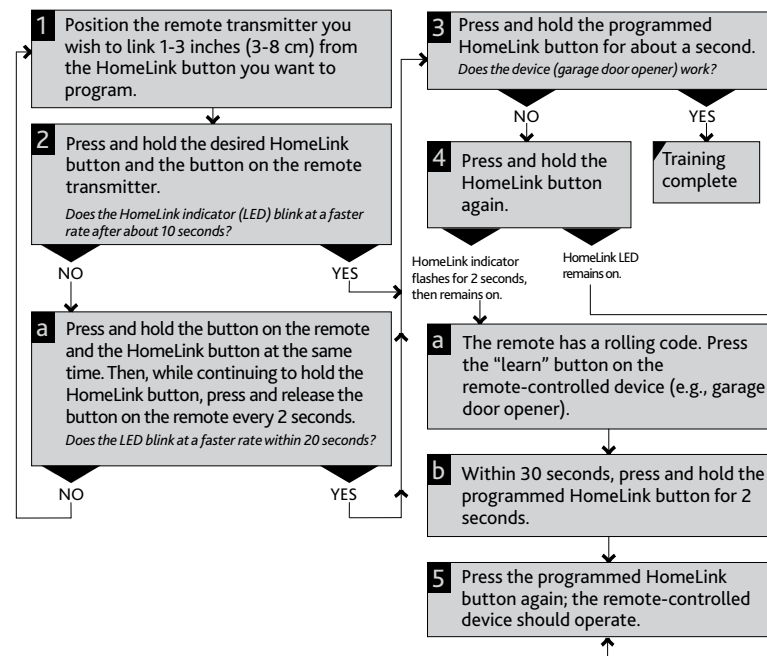 1 Position the remote transmitter you
wish to link 1-3 inches (3-8 cm) from
the HomeLink button you want to
program.
2 Press and hold the desired HomeLink
button and the button on the remote
transmitter.
Does the HomeLink indicator (LED) blink at a faster
rate after about 10 seconds?
NO
YES
a Press and hold the button on the remote
and the HomeLink button at the same
time. Then, while continuing to hold the
HomeLink button, press and release the
button on the remote every 2 seconds.
Does the LED blink at a faster rate within 20 seconds?
NO
YES
3 Press and hold the programmed
HomeLink button for about a second.
Does the device (garage door opener) work?
NO
YES
4 Press and hold the
HomeLink button
again.
Training
complete
HomeLink indicator
flashes for 2 seconds,
then remains on.
HomeLink LED
remains on.
a The remote has a rolling code. Press
the “learn” button on the
remote-controlled device (e.g., garage
door opener).
b Within 30 seconds, press and hold the
programmed HomeLink button for 2
seconds.
5 Press the programmed HomeLink
button again; the remote-controlled
device should operate.